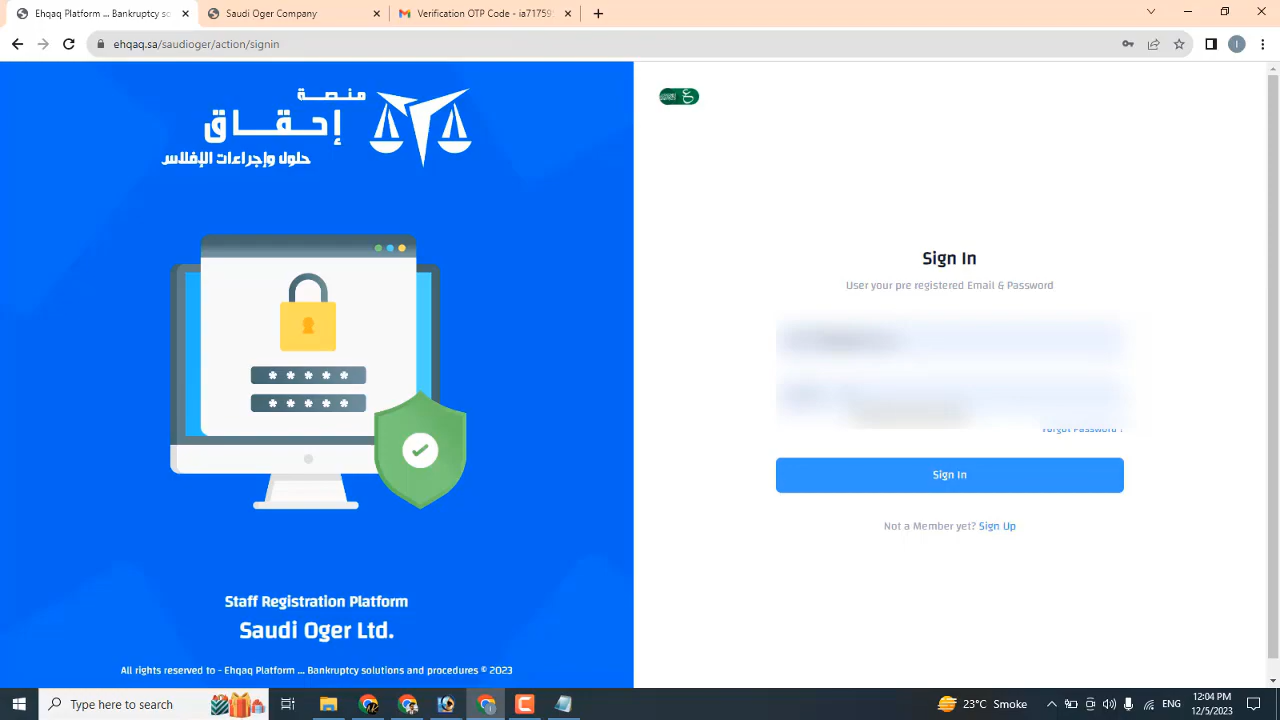 Ehqaq Platform ... Bankruptcy so
Saudi Oger Company
Verification OTP Code - ia71759
ehqaq.sa/saudioger/action/signin
منصة
إحقاق
حلول وإجراءات الإفلاس
Staff Registration Platform
Saudi Oger Ltd.
All rights reserved to - Ehqaq Platform ... Bankruptcy solutions and procedures © 2023
Sign In
User your pre registered Email & Password
Forgot Password ?
Sign In
Not a Member yet? Sign Up
Type here to search
23°C Smoke
ENG
12:04 PM
12/5/2023